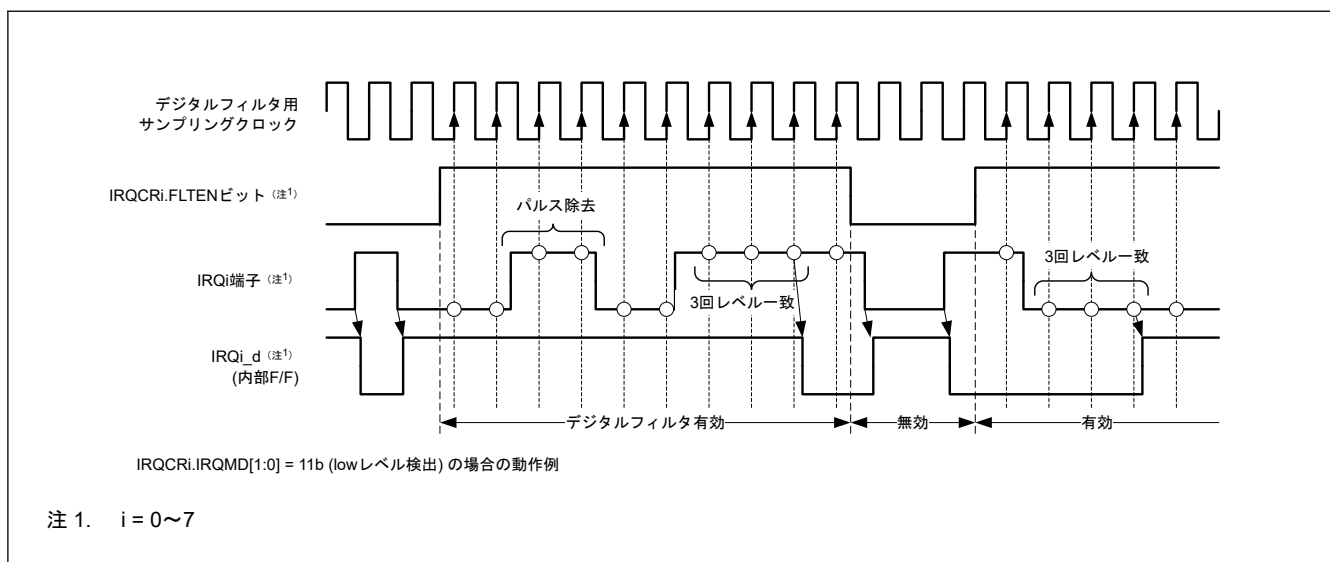 デジタルフィルタ用
サンプリングクロック
IRQCRi.FLTENビット (注1)
パルス除去
IRQi端子 (注1)
3回レベル一致
3回レベル一致
IRQi_d (注1)
(内部F/F)
デジタルフィルタ有効
無効
有効
IRQCRi.IRQMD[1:0] = 11b (lowレベル検出) の場合の動作例
注 1. i = 0～7